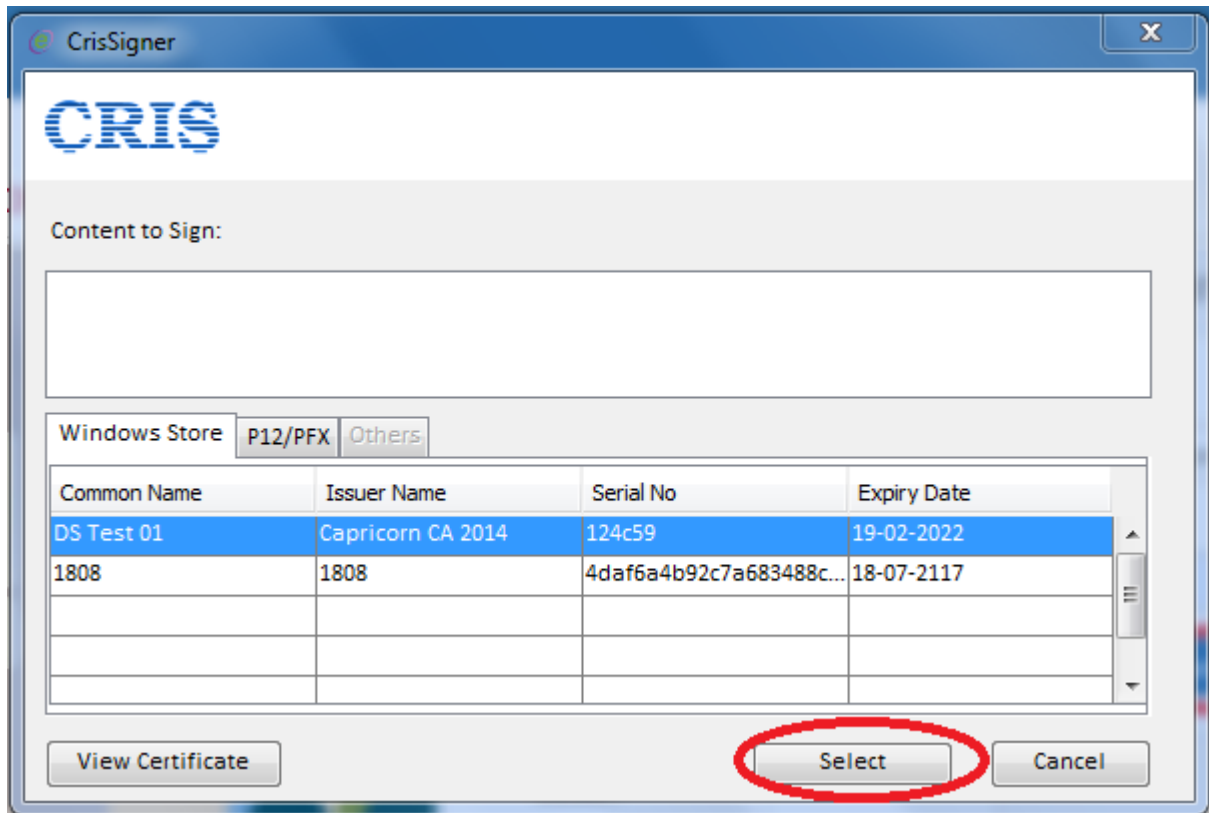 CrisSigner
CRIS
Content to Sign:
Windows Store P12/PFX Others
Common Name Issuer Name Serial No Expiry Date
DS Test 01 Capricorn CA 2014 124c59 19-02-2022
1808 1808 4daf6a4b92c7a683488c... 18-07-2117
View Certificate Select Cancel